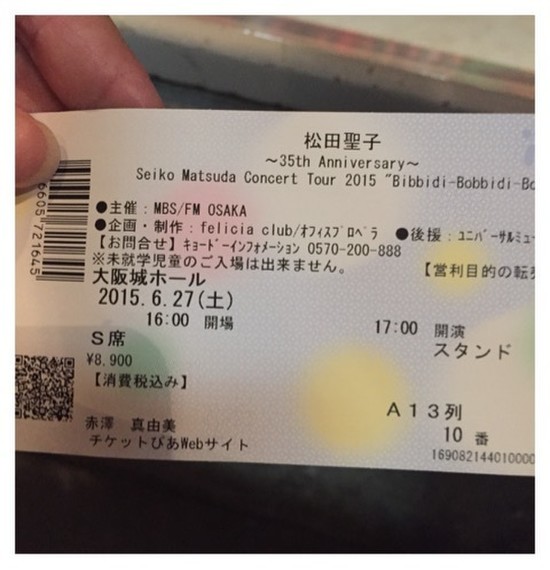 松田聖子
～35th Anniversary～
Seiko Matsuda Concert Tour 2015 "Bibbidi-Bobbidi-Bo
●主催：MBS/FM OSAKA
●企画・制作：felicia club/ｵﾌｨｽﾌﾟﾛﾍﾟﾗ ●後援：ﾕﾆﾊﾞｰｻﾙﾐｭｰ
【お問合せ】ｷｮｰﾄﾞｰｲﾝﾌｫﾒｰｼｮﾝ 0570-200-888
※未就学児童のご入場は出来ません。 【営利目的の転売
大阪城ホール
2015.6.27(土)
16:00 開場 17:00 開演
Ｓ席 スタンド
¥8,900
【消費税込み】
Ａ１３列
10 番
赤澤 真由美
チケットぴあWebサイト
169082144010000
6605721645